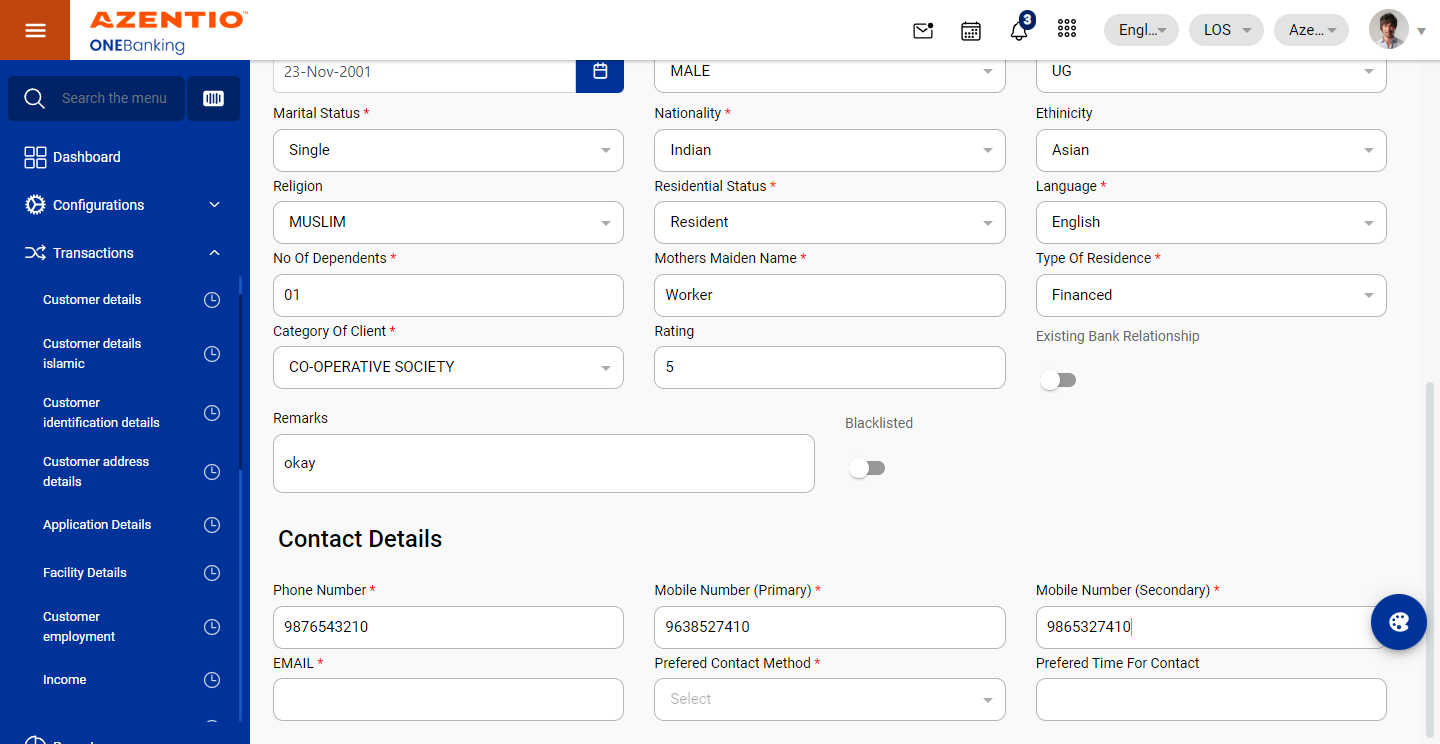 AZENTIO™
ONEBanking
3
Engl...
LOS
Aze...
Search the menu
Dashboard
Configurations
Transactions
Customer details
Customer details
islamic
Customer
identification details
Customer address
details
Application Details
Facility Details
Customer
employment
Income
23-Nov-2001
MALE
UG
Marital Status *
Nationality *
Ethinicity
Single
Indian
Asian
Religion
Residential Status *
Language *
MUSLIM
Resident
English
No Of Dependents *
Mothers Maiden Name *
Type Of Residence *
01
Worker
Financed
Category Of Client *
Rating
Existing Bank Relationship
CO-OPERATIVE SOCIETY
5
Remarks
Blacklisted
okay
Contact Details
Phone Number *
Mobile Number (Primary) *
Mobile Number (Secondary) *
9876543210
9638527410
9865327410
EMAIL *
Prefered Contact Method *
Prefered Time For Contact
Select